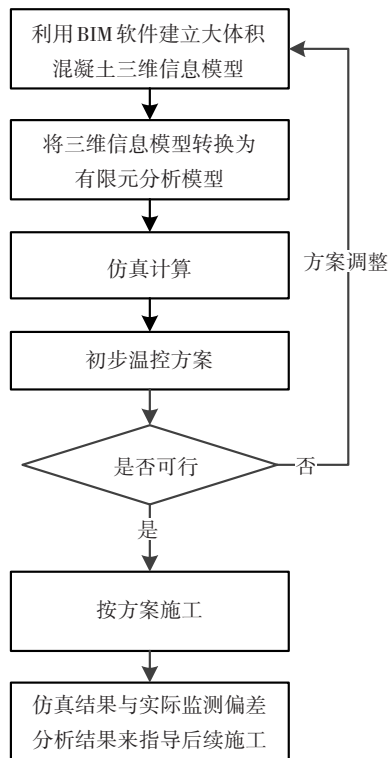 利用BIM软件建立大体积
混凝土三维信息模型
将三维信息模型转换为
有限元分析模型
仿真计算
方案调整
初步温控方案
是否可行
否
是
按方案施工
仿真结果与实际监测偏差
分析结果来指导后续施工